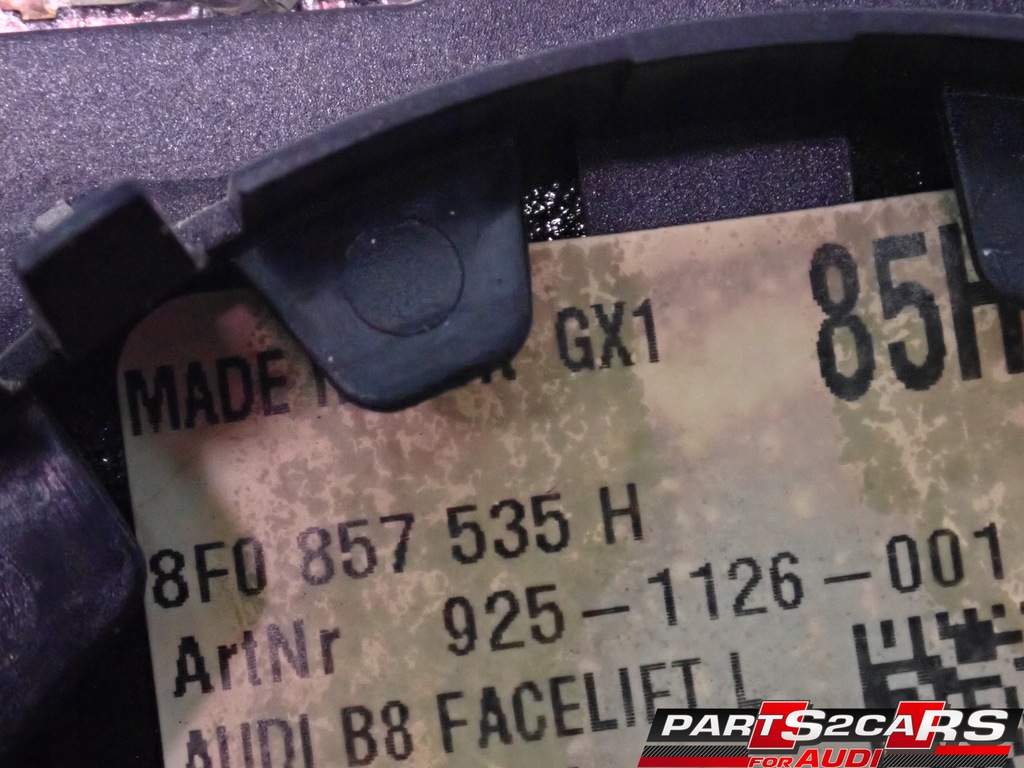 85H
MADE GX1
8F0 857 535 H
ArtNr 925-1126-001
AUDI B8 FACELIFT L
PARTS2CARS
FOR AUDI